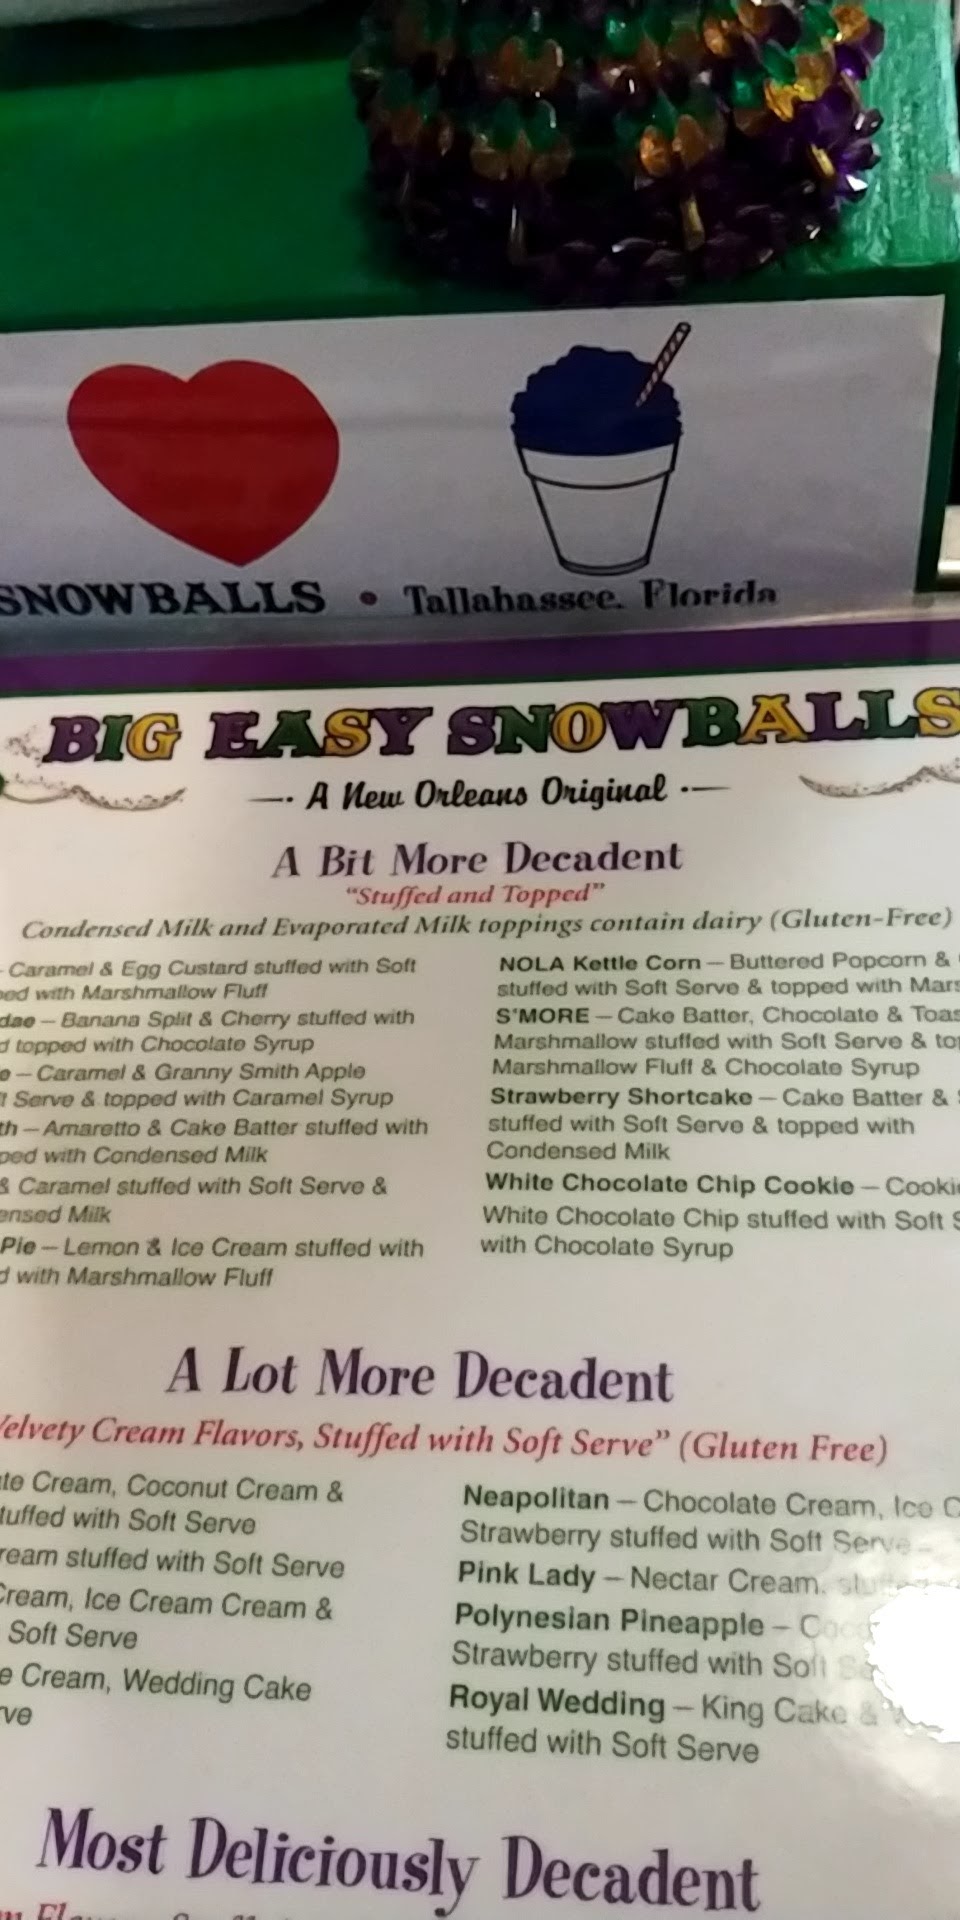 SNOWBALLS • Tallahassee, Florida
BIG EASY SNOWBALLS
A New Orleans Original
A Bit More Decadent
"Stuffed and Topped"
Condensed Milk and Evaporated Milk toppings contain dairy (Gluten-Free)
- Caramel & Egg Custard stuffed with Soft
with Marshmallow Fluff
– Banana Split & Cherry stuffed with
topped with Chocolate Syrup
– Caramel & Granny Smith Apple
Serve & topped with Caramel Syrup
– Amaretto & Cake Batter stuffed with
with Condensed Milk
& Caramel stuffed with Soft Serve &
Milk
Pie – Lemon & Ice Cream stuffed with
with Marshmallow Fluff
NOLA Kettle Corn – Buttered Popcorn &
stuffed with Soft Serve & topped with
S'MORE – Cake Batter, Chocolate &
Marshmallow stuffed with Soft Serve &
Marshmallow Fluff & Chocolate Syrup
Strawberry Shortcake – Cake Batter &
stuffed with Soft Serve & topped with
Condensed Milk
White Chocolate Chip Cookie –
White Chocolate Chip stuffed with Soft
with Chocolate Syrup
A Lot More Decadent
Velvety Cream Flavors, Stuffed with Soft Serve" (Gluten Free)
Cream, Coconut Cream &
stuffed with Soft Serve
stuffed with Soft Serve
Cream, Ice Cream Cream &
Soft Serve
Cream, Wedding Cake
Neapolitan – Chocolate Cream, Ice
Strawberry stuffed with Soft Serve
Pink Lady – Nectar Cream,
Polynesian Pineapple –
Strawberry stuffed with Soft
Royal Wedding – King Cake &
stuffed with Soft Serve
Most Deliciously Decadent